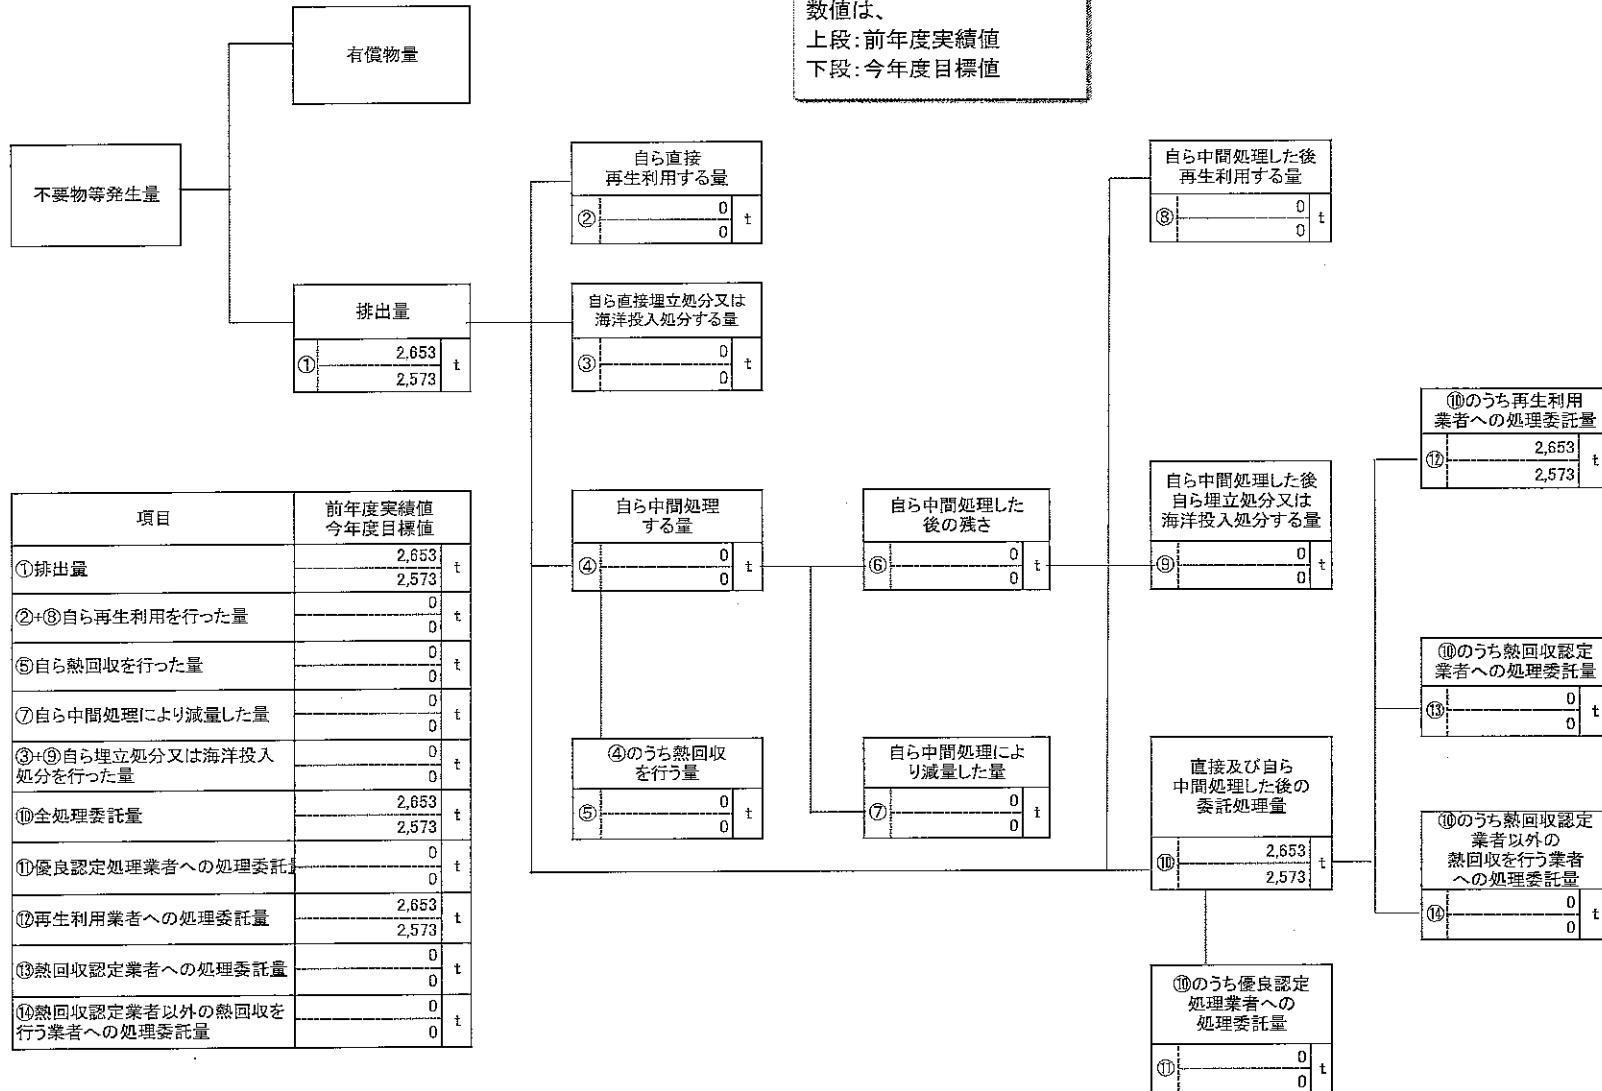 数値は、
上段:前年度実績値
下段:今年度目標値
有償物量
不要物等発生量
排出量
① 2,653 t
2,573
自ら直接
再生利用する量
② 0 t
0
自ら直接埋立処分又は
海洋投入処分する量
③ 0 t
0
自ら中間処理
する量
④ 0 t
0
④のうち熱回収
を行う量
⑤ 0 t
0
自ら中間処理した
後の残さ
⑥ 0 t
0
自ら中間処理によ
り減量した量
⑦ 0 t
0
自ら中間処理した後
再生利用する量
⑧ 0 t
0
自ら中間処理した後
自ら埋立処分又は
海洋投入処分する量
⑨ 0 t
0
直接及び自ら
中間処理した後の
委託処理量
⑩ 2,653 t
2,573
⑩のうち優良認定
処理業者への
処理委託量
⑪ 0 t
0
⑩のうち再生利用
業者への処理委託量
⑫ 2,653 t
2,573
⑩のうち熱回収認定
業者への処理委託量
⑬ 0 t
0
⑩のうち熱回収認定
業者以外の
熱回収を行う業者
への処理委託量
⑭ 0 t
0
項目 前年度実績値
今年度目標値
①排出量 2,653 t
2,573
②+⑧自ら再生利用を行った量 0 t
0
⑤自ら熱回収を行った量 0 t
0
⑦自ら中間処理により減量した量 0 t
0
③+⑨自ら埋立処分又は海洋投入
処分を行った量 0 t
0
⑩全処理委託量 2,653 t
2,573
⑪優良認定処理業者への処理委託 0 t
0
⑫再生利用業者への処理委託量 2,653 t
2,573
⑬熱回収認定業者への処理委託量 0 t
0
⑭熱回収認定業者以外の熱回収を
行う業者への処理委託量 0 t
0